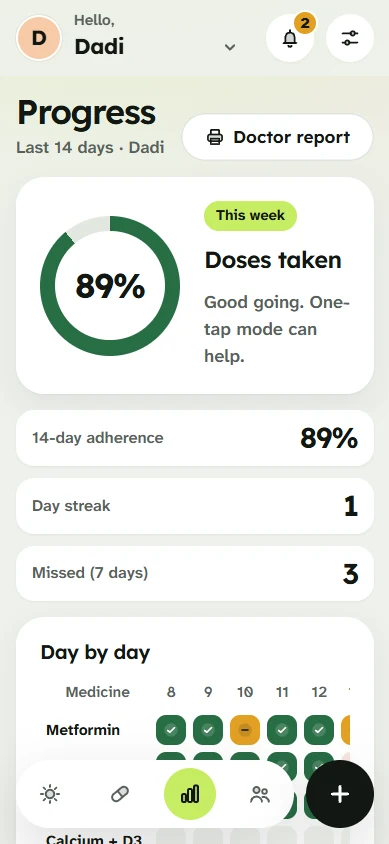 D
Hello,
Dadi
2
Progress
Last 14 days · Dadi
Doctor report
89%
This week
Doses taken
Good going. One-
tap mode can
help.
14-day adherence 89%
Day streak 1
Missed (7 days) 3
Day by day
Medicine 8 9 10 11 12
Metformin
Calcium + D3